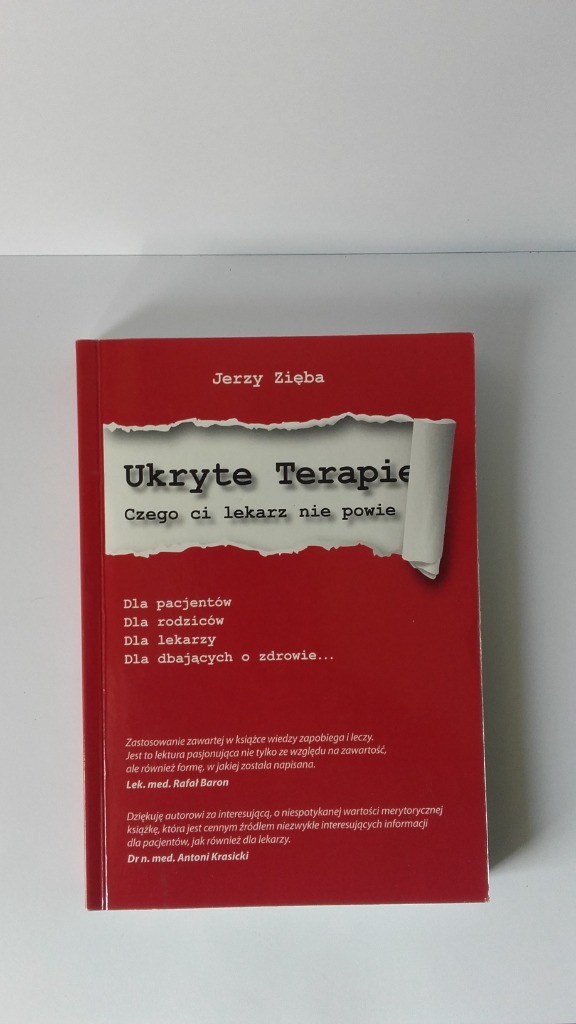 Jerzy Zięba
Ukryte Terapie
Czego ci lekarz nie powie
Dla pacjentów
Dla rodziców
Dla lekarzy
Dla dbających o zdrowie...
Zastosowanie zawartej w książce wiedzy zapobiega i leczy.
Jest to lektura pasjonująca nie tylko ze względu na zawartość,
ale również formę, w jakiej została napisana.
Lek. med. Rafał Baron
Dziękuję autorowi za interesującą, o niespotykanej wartości merytorycznej
książkę, która jest cennym źródłem niezwykle interesujących informacji
dla pacjentów, jak również dla lekarzy.
Dr n. med. Antoni Krasicki